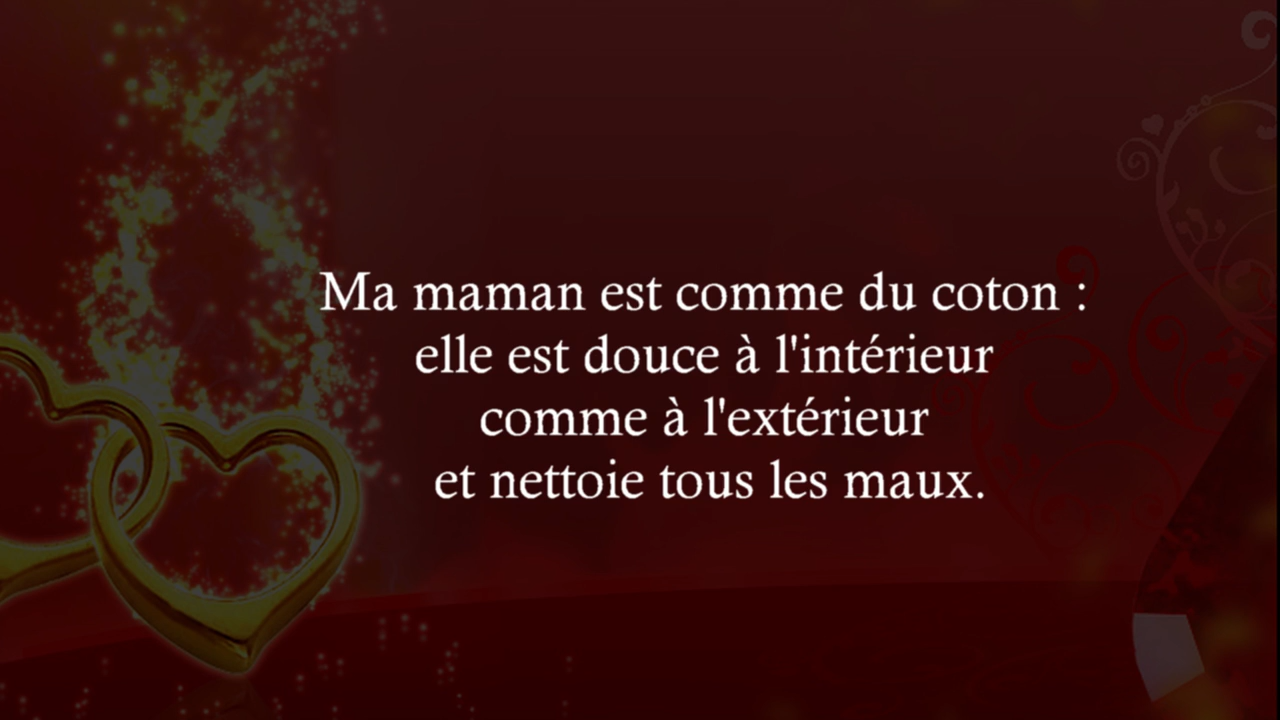 Ma maman est comme du coton :
elle est douce à l'intérieur
comme à l'extérieur
et nettoie tous les maux.